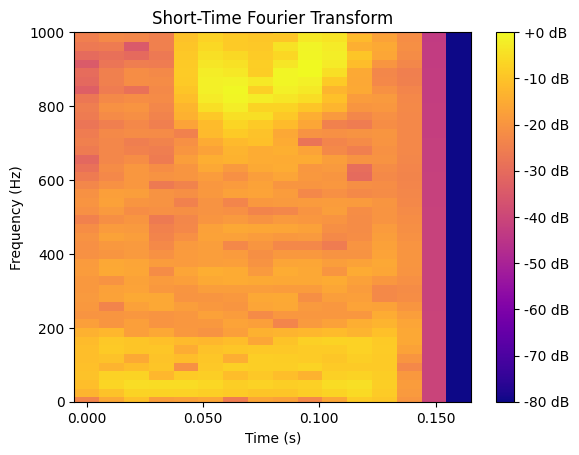 Short-Time Fourier Transform
1000
800
600
400
200
0
Frequency (Hz)
0.000
0.050
0.100
0.150
Time (s)
+0 dB
-10 dB
-20 dB
-30 dB
-40 dB
-50 dB
-60 dB
-70 dB
-80 dB